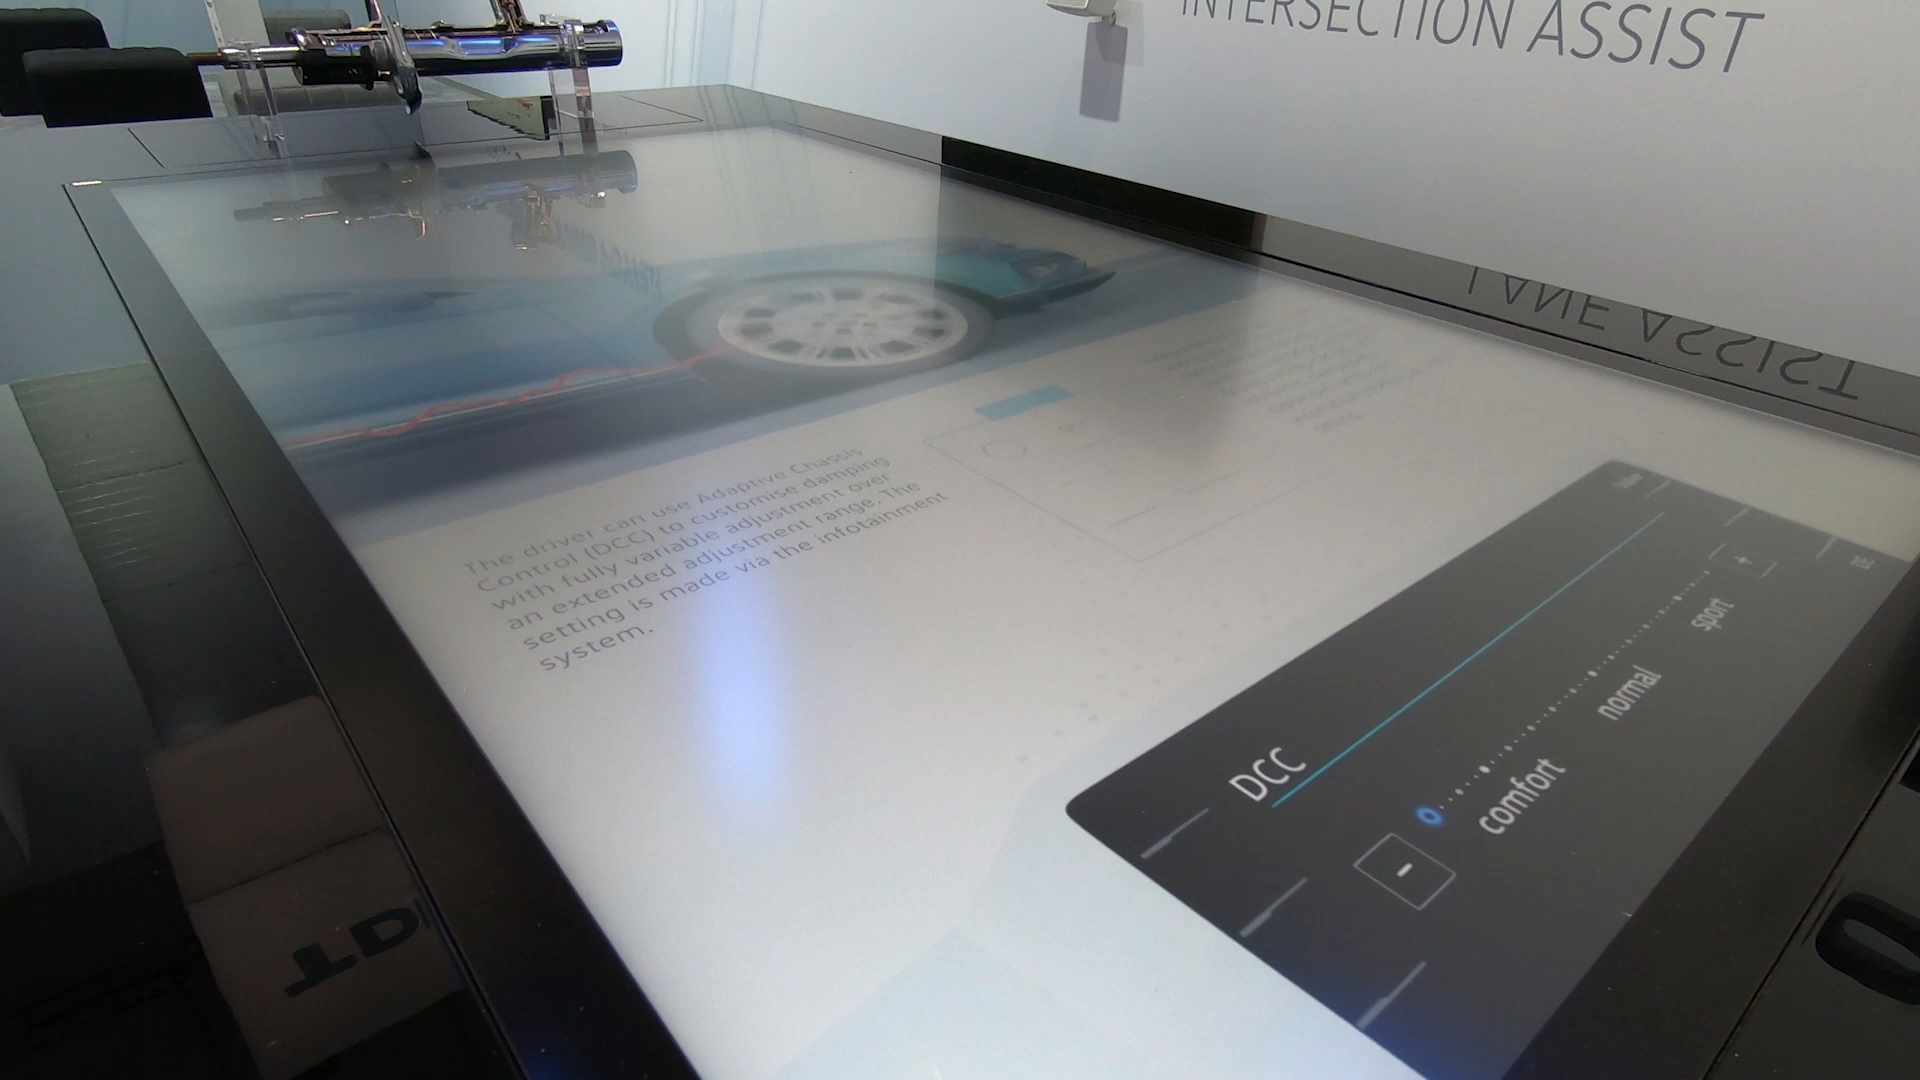 INTERSECTION ASSIST
LANE ASSIST
The driver can use Adaptive Chassis
Control (DCC) to customise damping
with fully variable adjustment over
an extended adjustment range. The
setting is made via the infotainment
system.
DCC
-
+
comfort
normal
sport